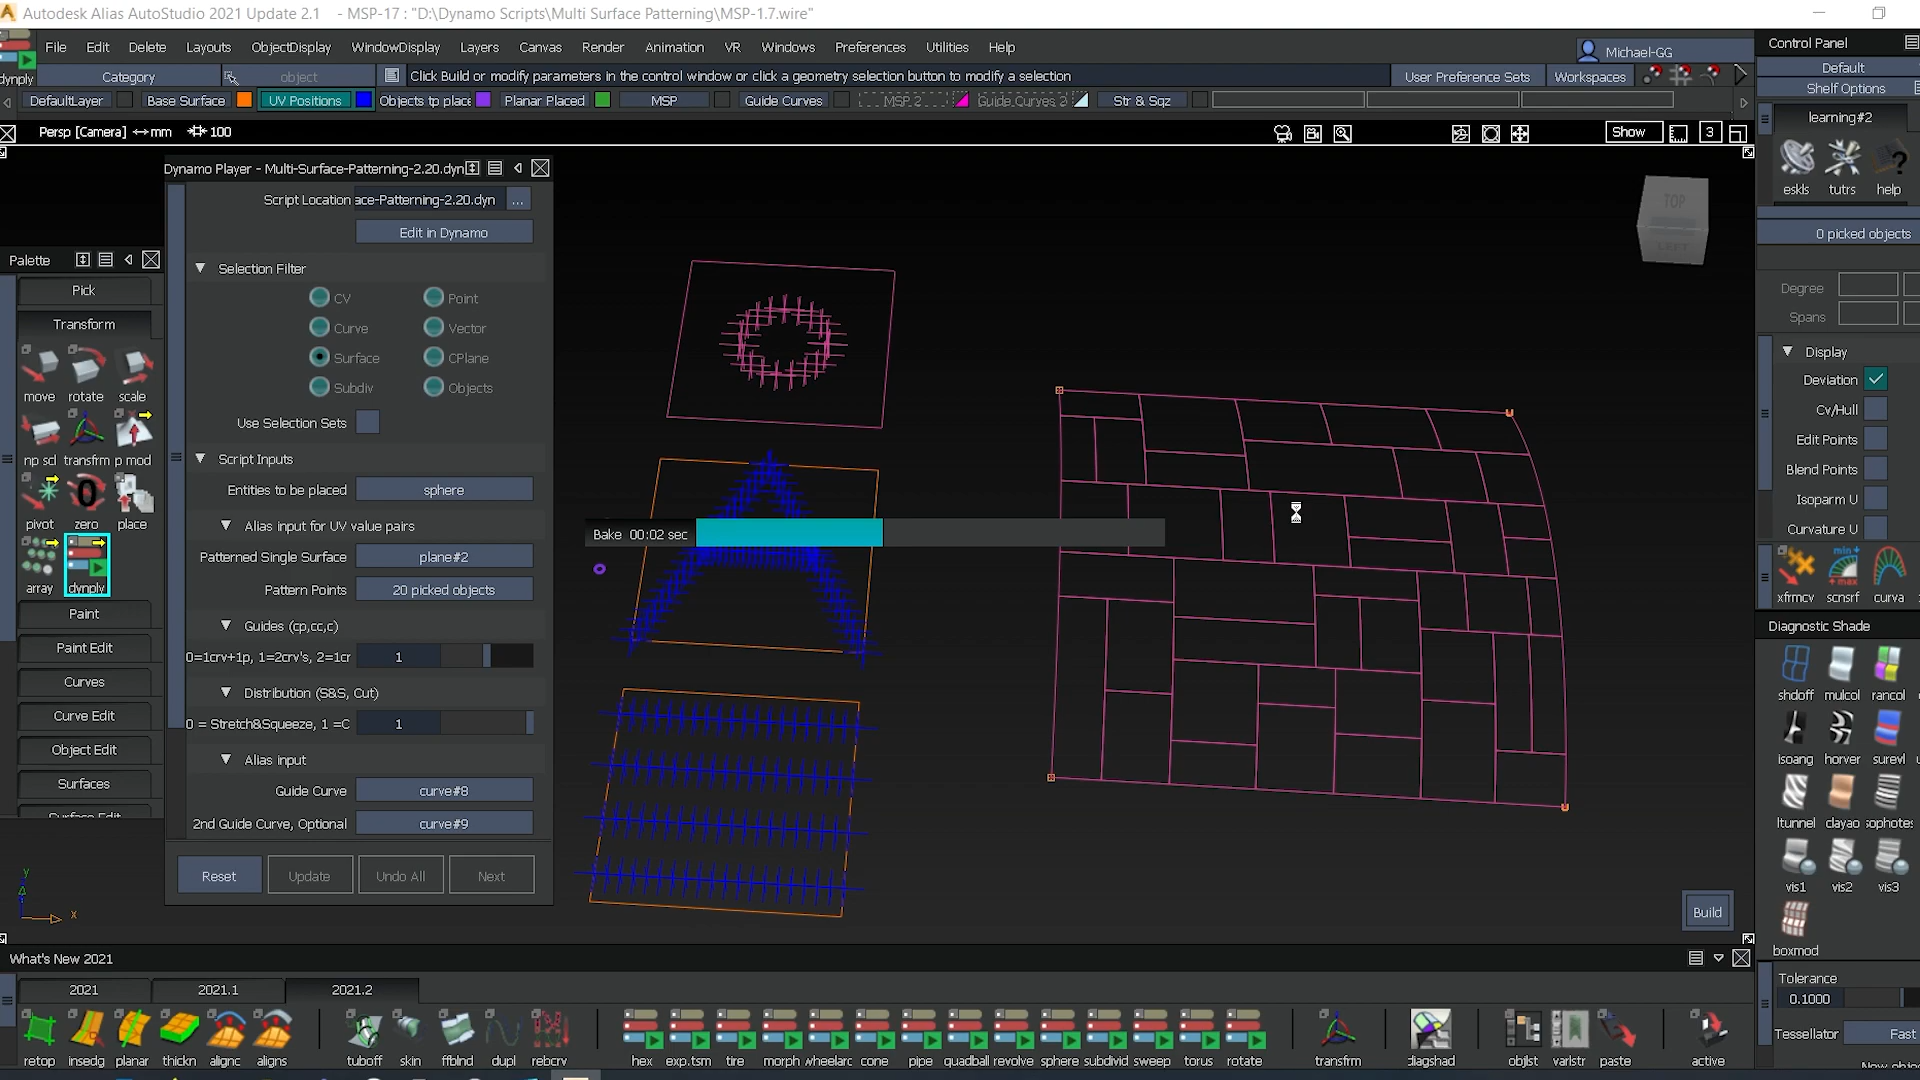 Autodesk Alias AutoStudio 2021 Update 2.1 - MSP-17 : "D:\Dynamo Scripts\Multi Surface Patterning\MSP-1.7.wire"
File Edit Delete Layouts ObjectDisplay WindowDisplay Layers Canvas Render Animation VR Windows Preferences Utilities Help
Michael-GG
Control Panel
dynply
Category
object
Click Build or modify parameters in the control window or click a geometry selection button to modify a selection
User Preference Sets
Workspaces
Default
Shelf Options
DefaultLayer
Base Surface
UV Positions
Objects tp place
Planar Placed
MSP
Guide Curves
MSP 2
Guide_Curves 2
Str & Sqz
Persp [Camera] mm 100
Show
3
learning#2
eskls tutrs help
0 picked objects
Degree
Spans
Display
Deviation
Cv/Hull
Edit Points
Blend Points
Isoparm U
Curvature U
xfrmcv scnsrf curva
Diagnostic Shade
shdoff mulcol rancol
isoang horver surevl
ltunnel clayao sophotes
vis1 vis2 vis3
boxmod
Tolerance
0.1000
Tessellator Fast
TOP
LEFT
Dynamo Player - Multi-Surface-Patterning-2.20.dyn
Script Location ace-Patterning-2.20.dyn ...
Edit in Dynamo
Selection Filter
CV Point
Curve Vector
Surface CPlane
Subdiv Objects
Use Selection Sets
Script Inputs
Entities to be placed sphere
Alias input for UV value pairs
Patterned Single Surface plane#2
Pattern Points 20 picked objects
Guides (cp,cc,c)
0=1crv+1p, 1=2crv's, 2=1cr 1
Distribution (S&S, Cut)
0 = Stretch&Squeeze, 1 =C 1
Alias input
Guide Curve curve#8
2nd Guide Curve, Optional curve#9
Reset Update Undo All Next
Palette
Pick
Transform
move rotate scale
np scl transfrm p mod
pivot zero place
array dynply
Paint
Paint Edit
Curves
Curve Edit
Object Edit
Surfaces
Surface Edit
Bake 00:02 sec
y
z
x
Build
What's New 2021
2021 2021.1 2021.2
retop insedg planar thickn alignc aligns tuboff skin ffblnd dupl rebcrv hex exp.tsm tire morph wheelarc cone pipe quadball revolve sphere subdivid sweep torus rotate transfrm diagshad objlst varlstr paste active